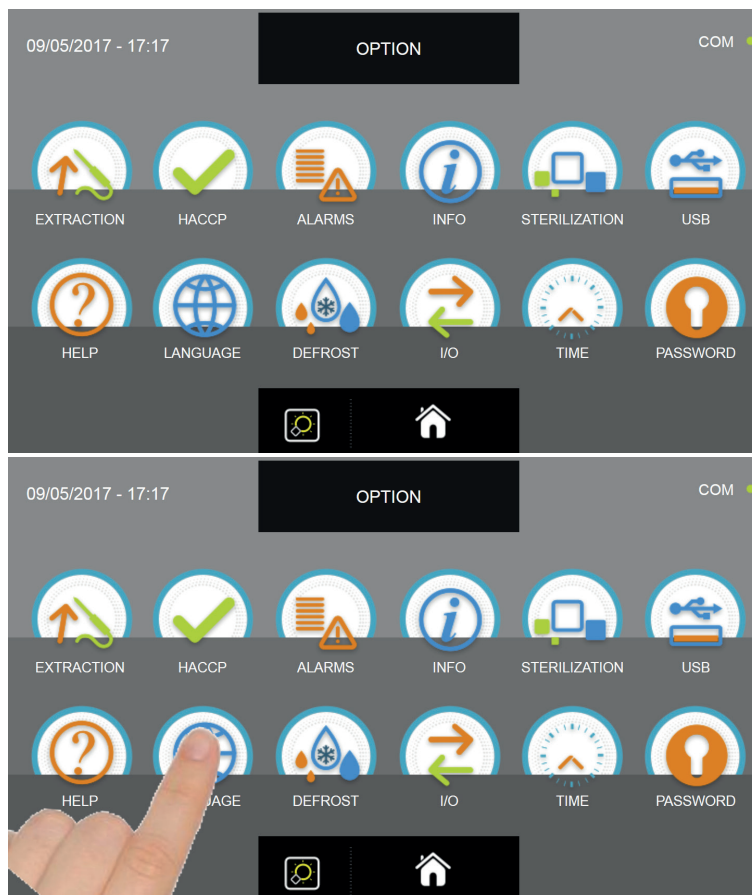 09/05/2017 - 17:17 OPTION COM
EXTRACTION HACCP ALARMS INFO STERILIZATION USB
HELP LANGUAGE DEFROST I/O TIME PASSWORD
09/05/2017 - 17:17 OPTION COM
EXTRACTION HACCP ALARMS INFO STERILIZATION USB
HELP UAGE DEFROST I/O TIME PASSWORD